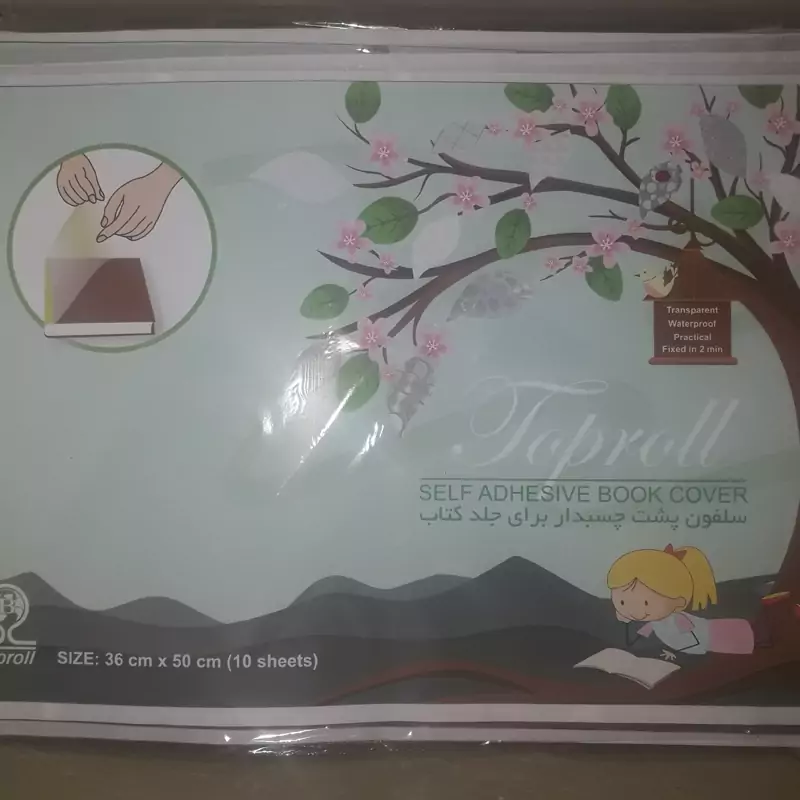 Transparent
Waterproof
Practical
Fixed in 2 min
Toproll
SELF ADHESIVE BOOK COVER
سلفون پشت چسبدار برای جلد کتاب
SIZE: 36 cm x 50 cm (10 sheets)